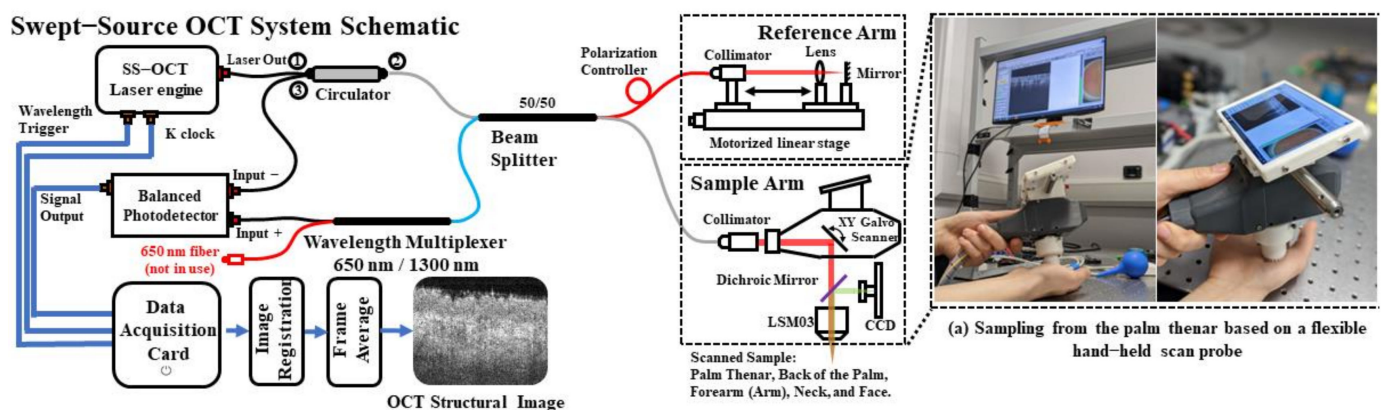 Swept−Source OCT System Schematic
SS−OCT
Laser engine
Laser Out
①
②
③
Circulator
Wavelength
Trigger
K clock
Signal
Output
Balanced
Photodetector
Input −
Input +
650 nm fiber
(not in use)
Wavelength Multiplexer
650 nm / 1300 nm
50/50
Beam
Splitter
Polarization
Controller
Reference Arm
Collimator
Lens
Mirror
Motorized linear stage
Sample Arm
Collimator
XY Galvo
Scanner
Dichroic Mirror
LSM03
CCD
Scanned Sample:
Palm Thenar, Back of the Palm,
Forearm (Arm), Neck, and Face.
Data
Acquisition
Card
Image
Registration
Frame
Average
OCT Structural Image
(a) Sampling from the palm thenar based on a flexible
hand−held scan probe